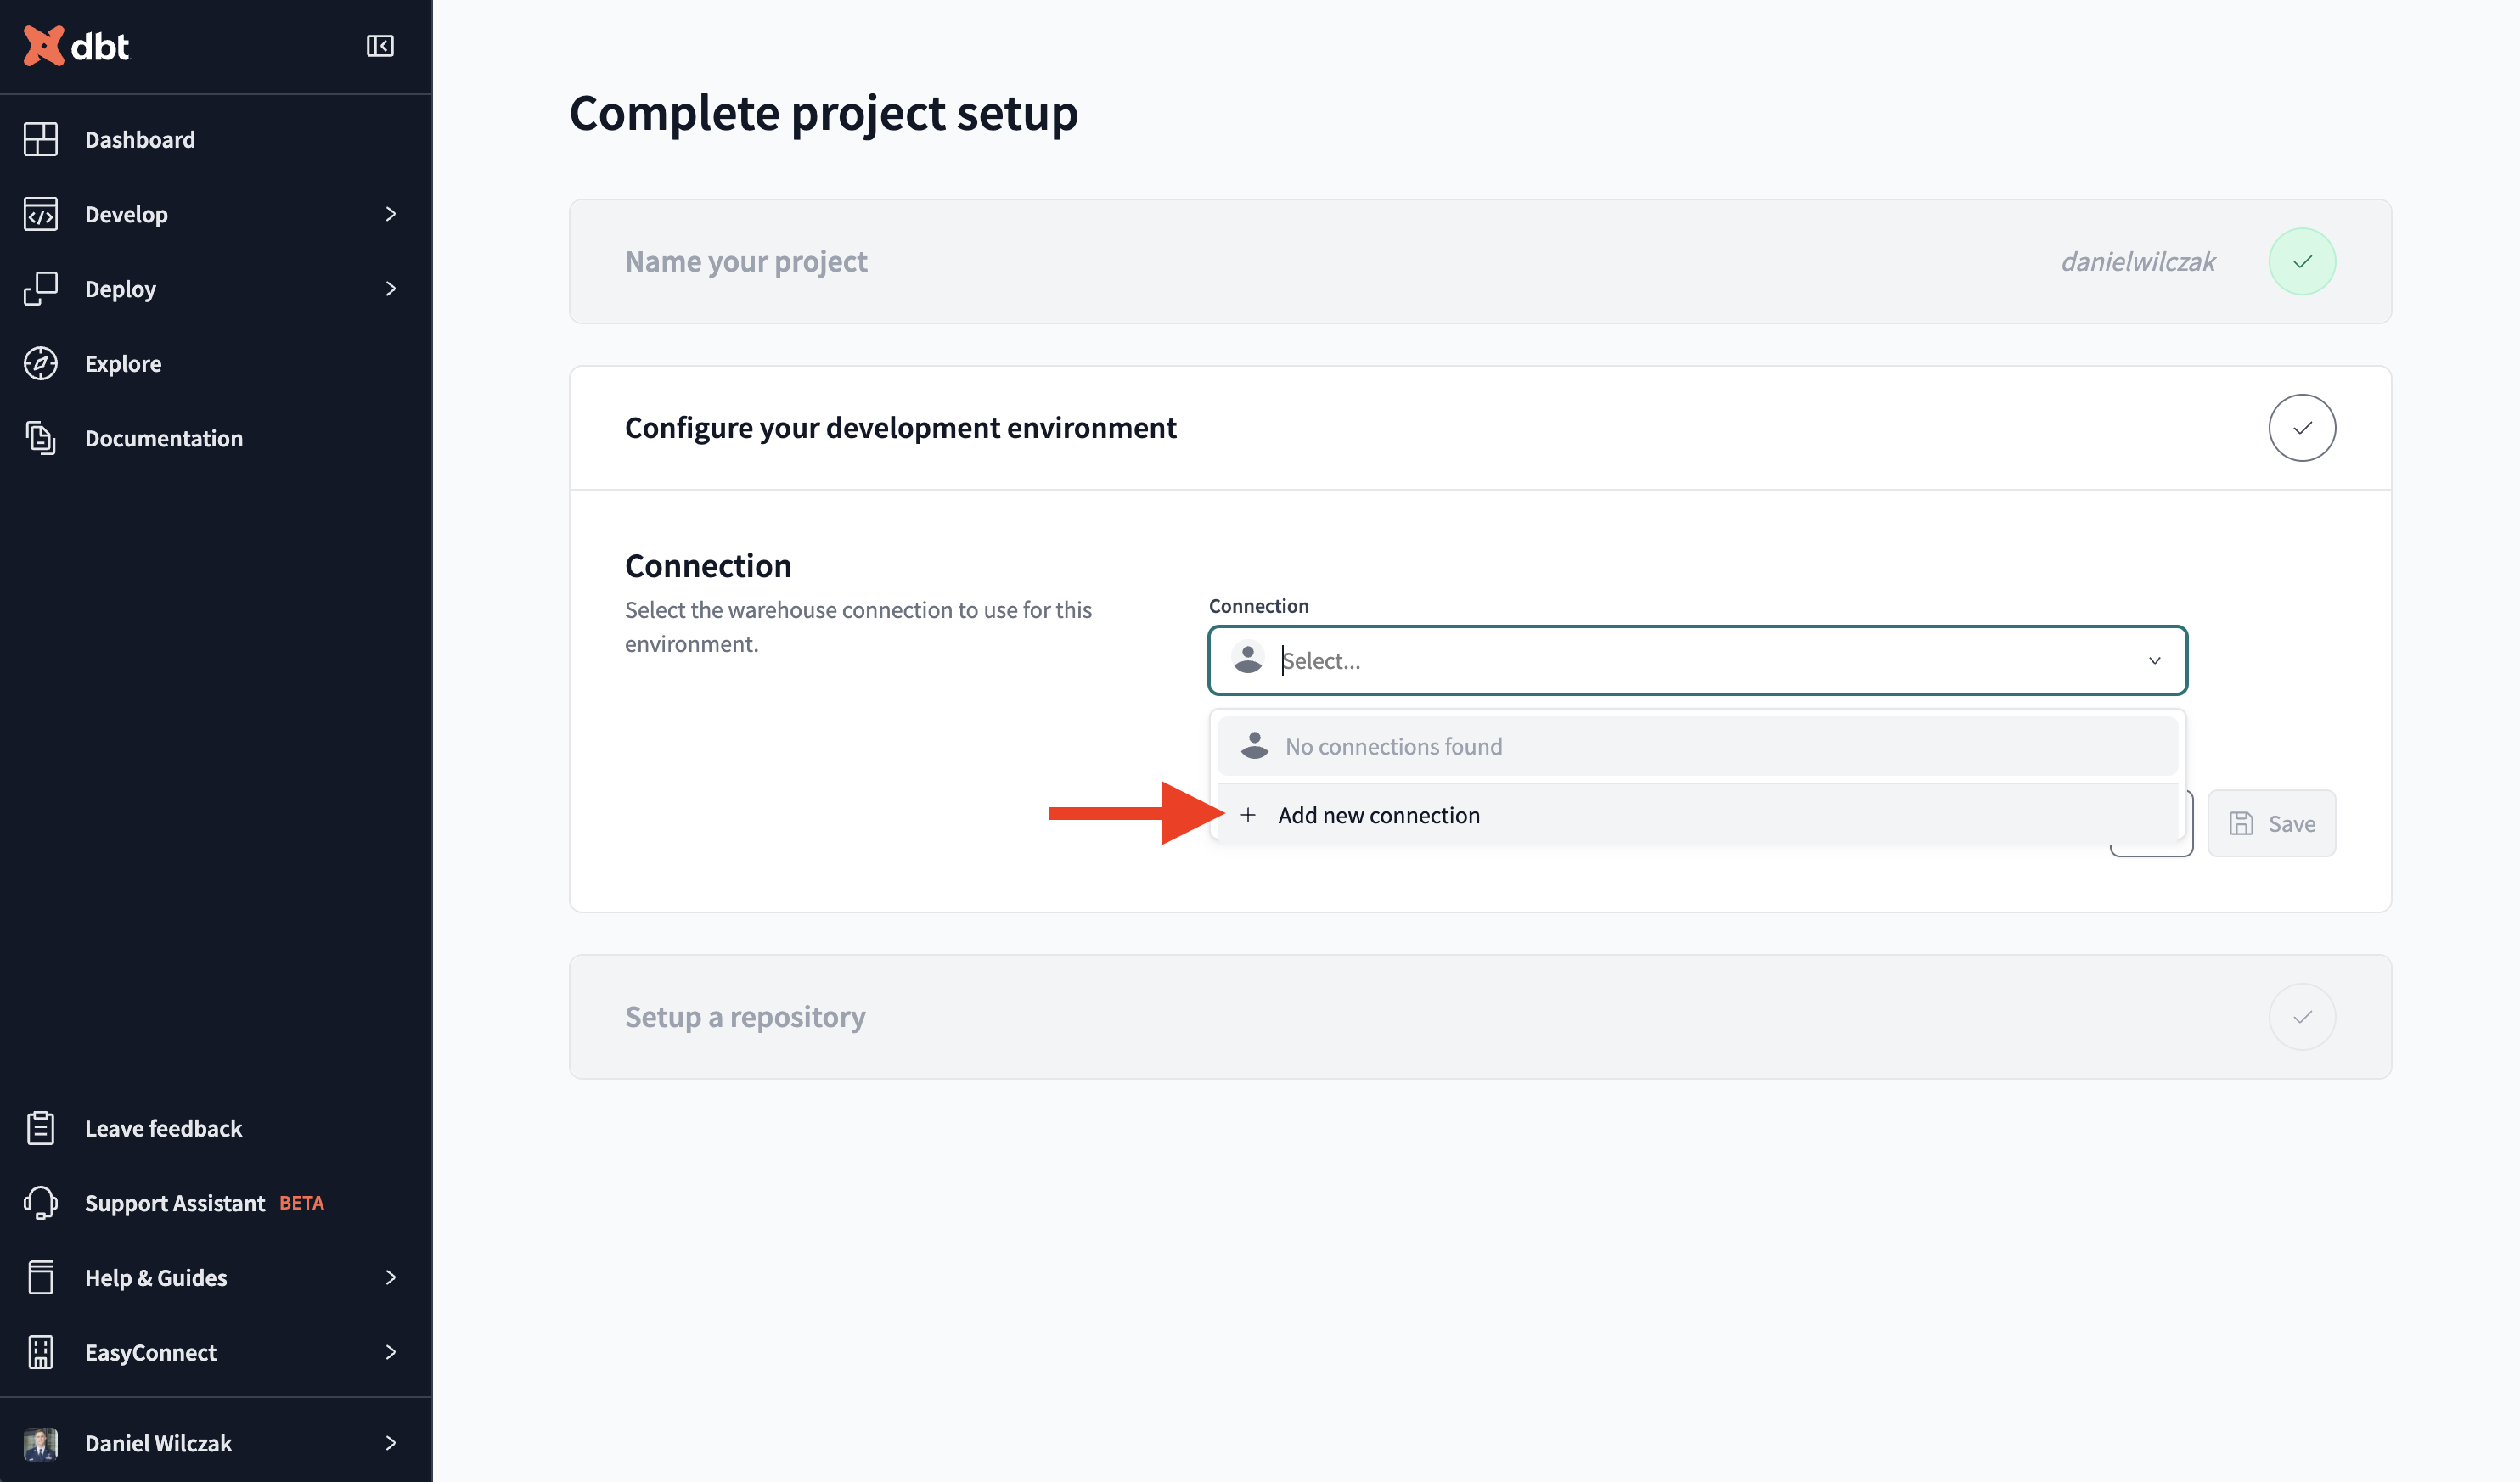 dbt
Dashboard
Develop
Deploy
Explore
Documentation
Leave feedback
Support Assistant BETA
Help & Guides
EasyConnect
Daniel Wilczak
Complete project setup
Name your project
danielwilczak
Configure your development environment
Connection
Select the warehouse connection to use for this
environment.
Connection
Select...
No connections found
Add new connection
Save
Setup a repository